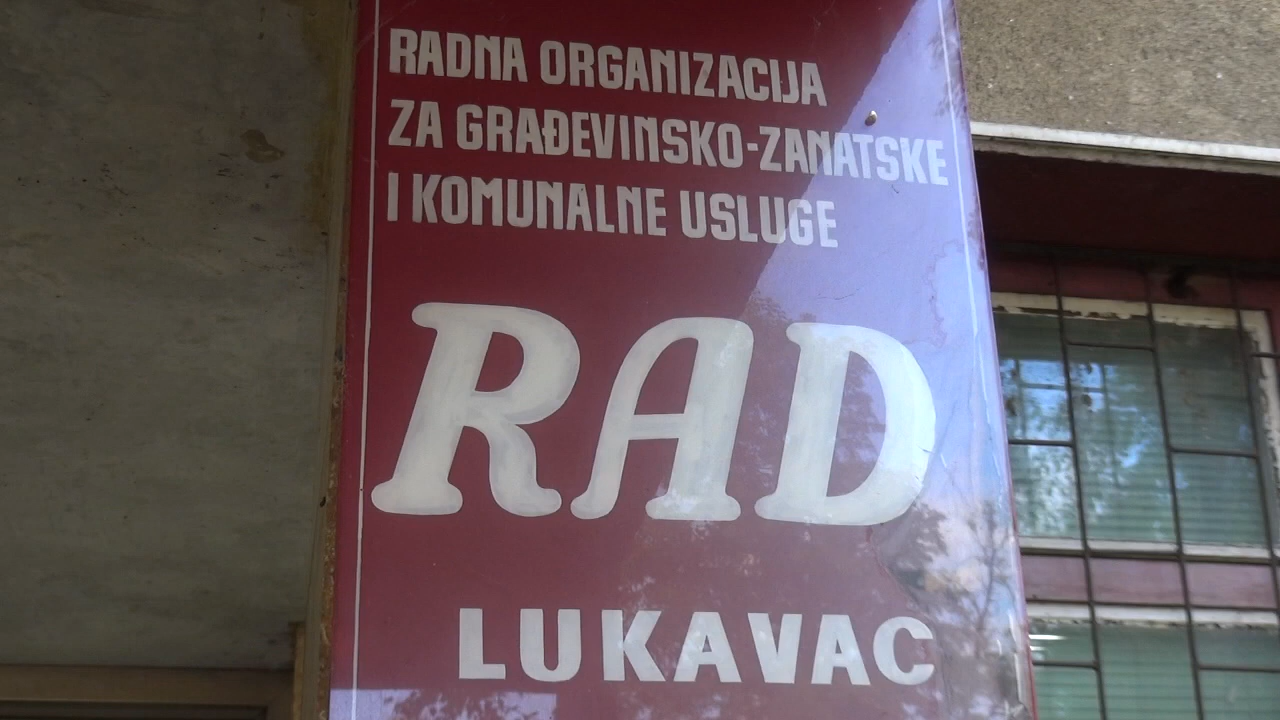 RADNA ORGANIZACIJA
ZA GRAĐEVINSKO-ZANATSKE
I KOMUNALNE USLUGE
RAD
LUKAVAC